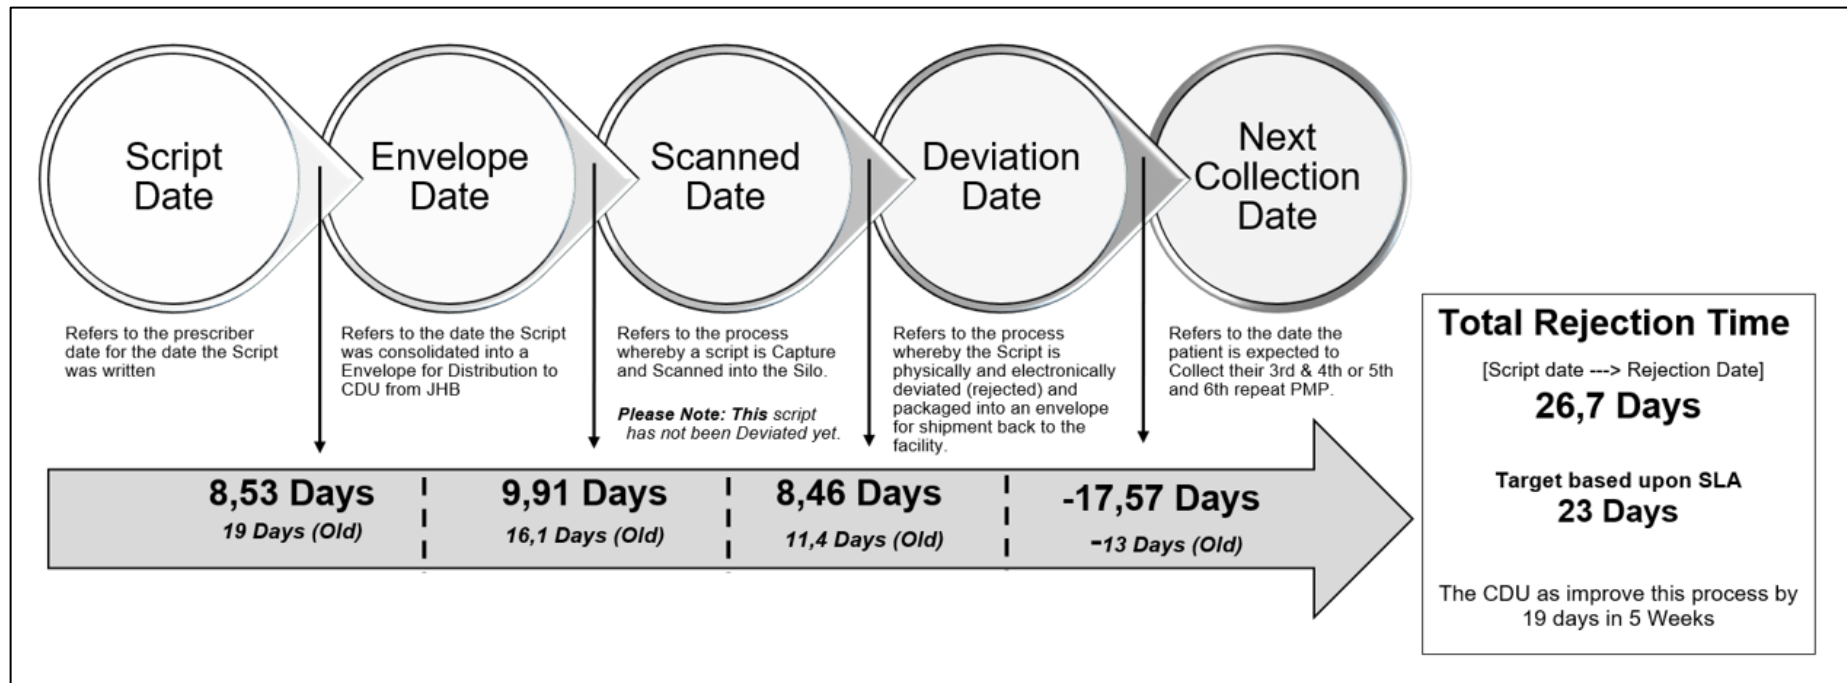 Script
Date
Envelope
Date
Scanned
Date
Deviation
Date
Next
Collection
Date
Refers to the prescriber
date for the date the Script
was written
Refers to the date the Script
was consolidated into a
Envelope for Distribution to
CDU from JHB
Refers to the process
whereby a script is Capture
and Scanned into the Silo.
Please Note: This script
has not been Deviated yet.
Refers to the process
whereby the Script is
physically and electronically
deviated (rejected) and
packaged into an envelope
for shipment back to the
facility.
Refers to the date the
patient is expected to
Collect their 3rd & 4th or 5th
and 6th repeat PMP.
8,53 Days
19 Days (Old)
9,91 Days
16,1 Days (Old)
8,46 Days
11,4 Days (Old)
-17,57 Days
-13 Days (Old)
Total Rejection Time
[Script date ---> Rejection Date]
26,7 Days
Target based upon SLA
23 Days
The CDU as improve this process by
19 days in 5 Weeks